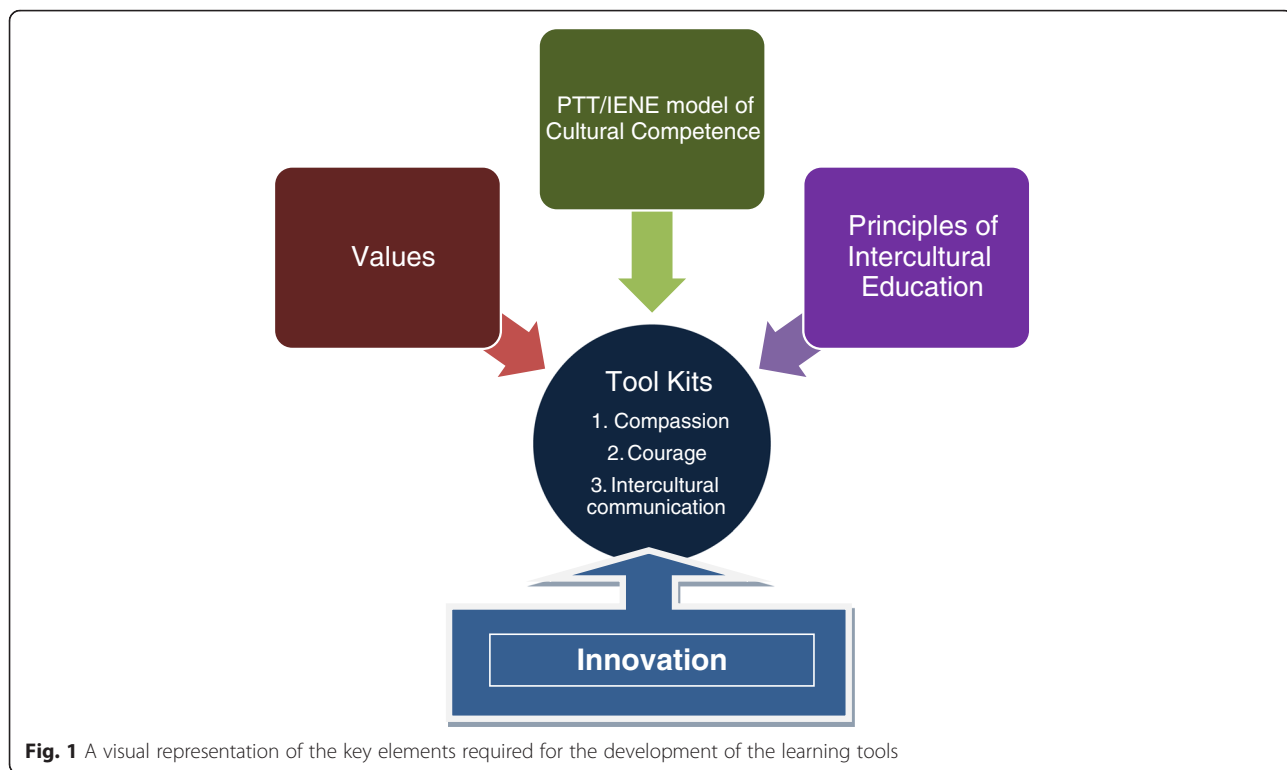 PTT/IENE model of
Cultural Competence
Values
Principles of
Intercultural
Education
Tool Kits
1. Compassion
2. Courage
3. Intercultural
communication
Innovation
Fig. 1 A visual representation of the key elements required for the development of the learning tools